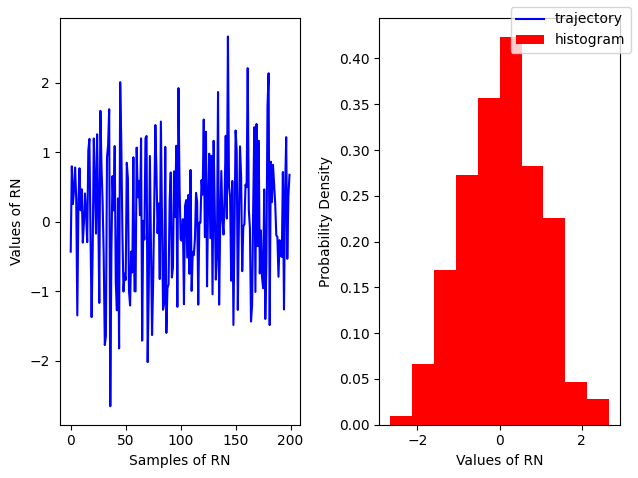 trajectory
histogram
Values of RN
2
1
0
−1
−2
0 50 100 150 200
Samples of RN
Probability Density
0.40
0.35
0.30
0.25
0.20
0.15
0.10
0.05
0.00
−2 0 2
Values of RN